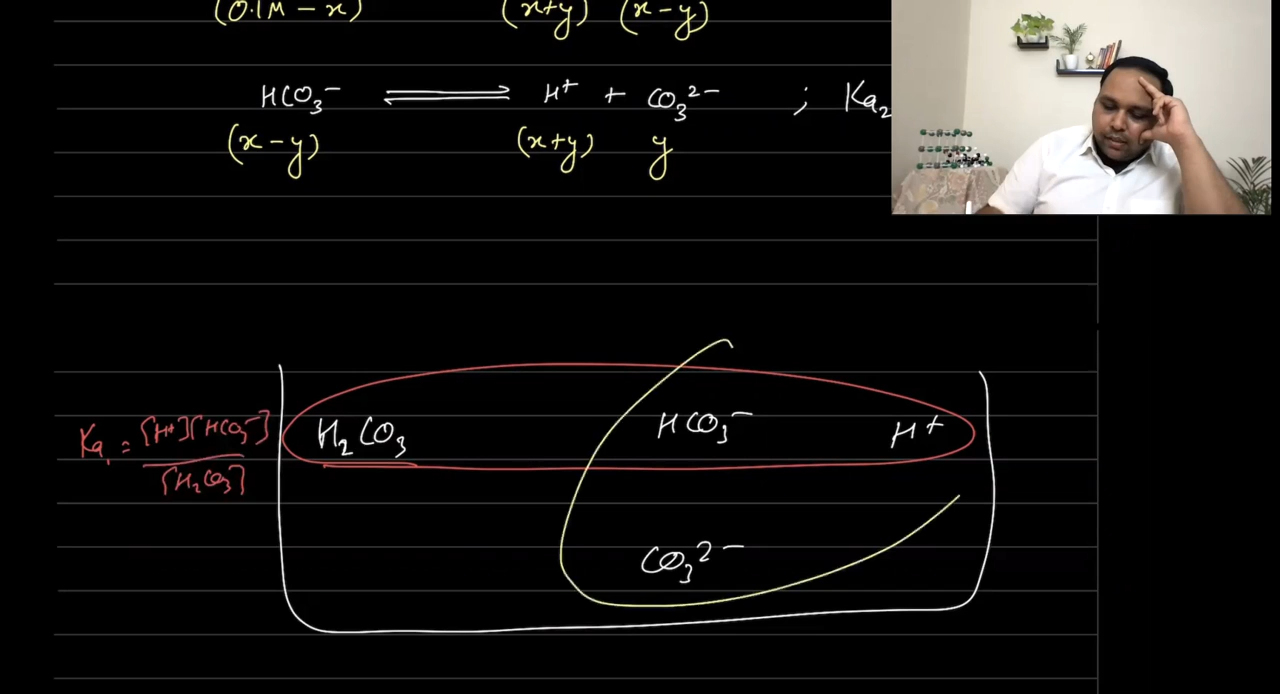 (0.1M − x) (x+y) (x−y)
HCO₃⁻ ⇌ H⁺ + CO₃²⁻ ; Ka₂
(x−y) (x+y) y
Ka₁ = [H⁺][HCO₃⁻] / [H₂CO₃]
H₂CO₃ HCO₃⁻ H⁺
CO₃²⁻